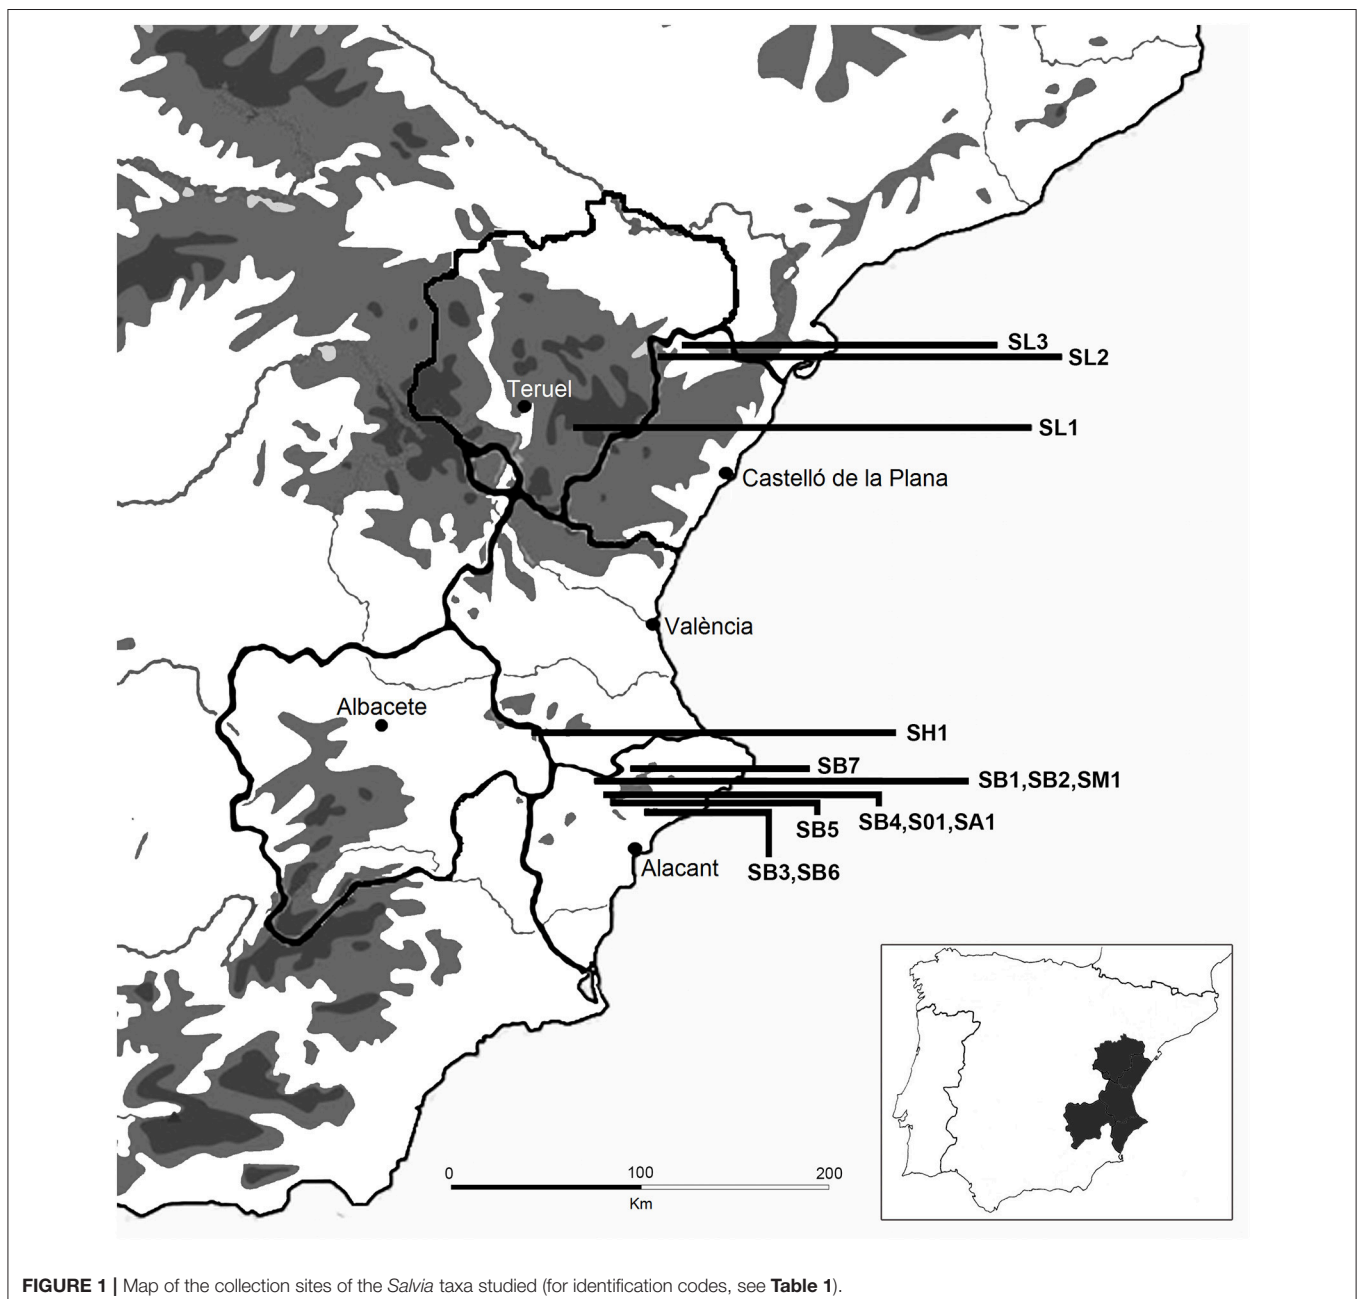 SL3
SL2
Teruel
SL1
Castelló de la Plana
València
Albacete
SH1
SB7
SB1,SB2,SM1
SB4,S01,SA1
SB5
Alacant
SB3,SB6
0 100 200
Km
FIGURE 1 | Map of the collection sites of the Salvia taxa studied (for identification codes, see Table 1).